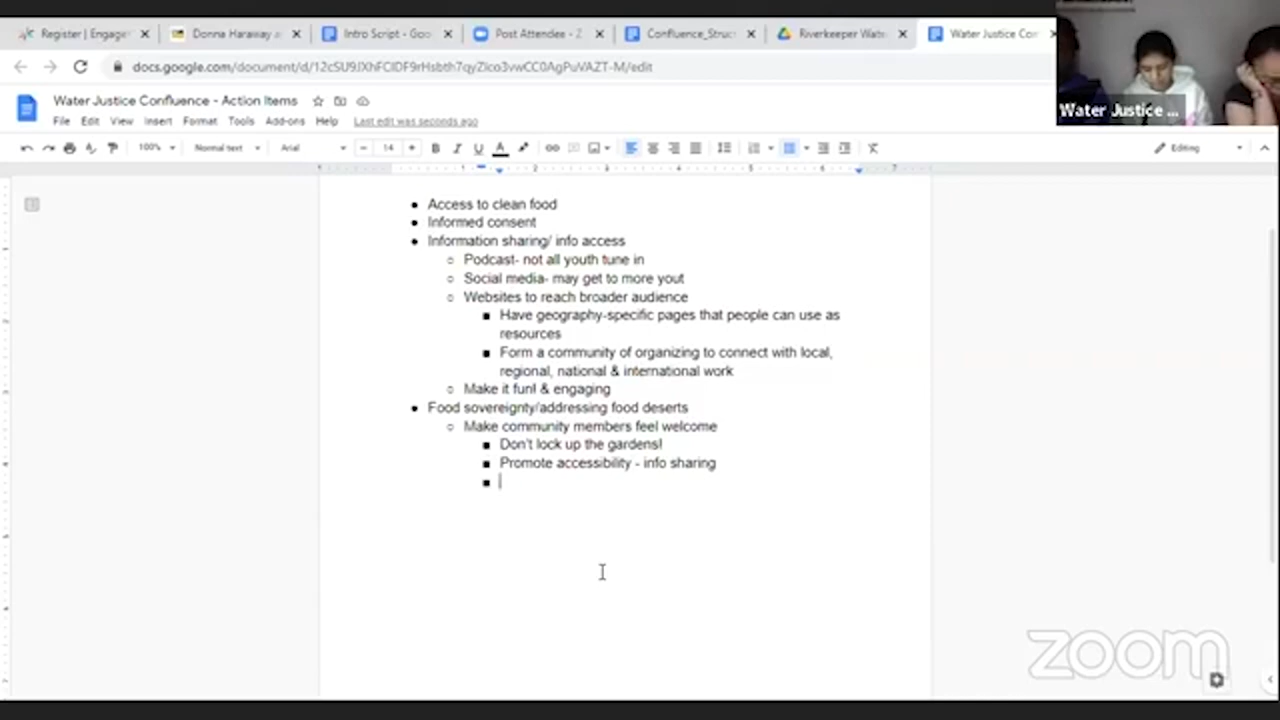 Register | Engage
Donna Haraway a
Intro Script - Goo
Post Attendee - Z
Confluence_Struct
Riverkeeper Wate
Water Justice Con
docs.google.com/document/d/12cSU9JXhFCIDF9rHsbth7qyZico3vwCC0AgPuVAZT-M/edit
Water Justice ...
Water Justice Confluence - Action Items
File Edit View Insert Format Tools Add-ons Help Last edit was seconds ago
100% Normal text Arial 14 Editing
Access to clean food
Informed consent
Information sharing/ info access
Podcast- not all youth tune in
Social media- may get to more yout
Websites to reach broader audience
Have geography-specific pages that people can use as
resources
Form a community of organizing to connect with local,
regional, national & international work
Make it fun! & engaging
Food sovereignty/addressing food deserts
Make community members feel welcome
Don't lock up the gardens!
Promote accessibility - info sharing
zoom